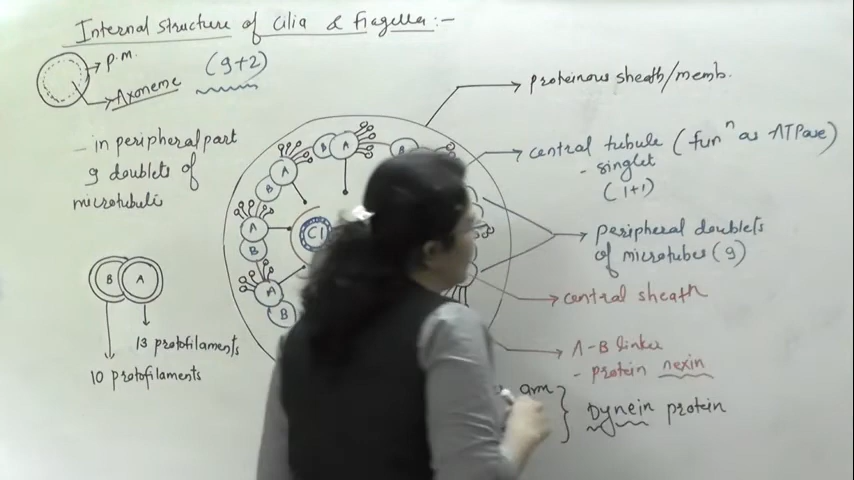 Internal structure of cilia & flagella:-
P.m.
Axoneme (9+2)
- in peripheral part
9 doublets of
microtubuli
B A
13 protofilaments
10 protofilaments
B A
A
B
A
B
A
B
C1
proteinous sheath/memb.
central tubule (funⁿ as ATPase)
- singlet
(1+1)
peripheral doublets
of microtubes (9)
central sheath
A-B linker
- protein nexin
arm
Dynein protein